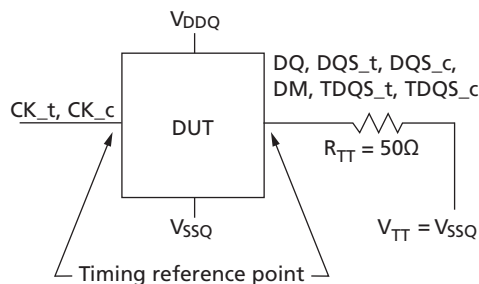 VDDQ
DQ, DQS_t, DQS_c,
DM, TDQS_t, TDQS_c
CK_t, CK_c
DUT
RTT = 50Ω
VSSQ
VTT = VSSQ
Timing reference point